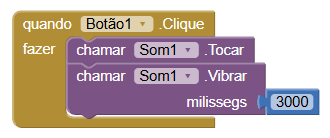 quando Botão1 .Clique
fazer chamar Som1 .Tocar
chamar Som1 .Vibrar
milissegs 3000